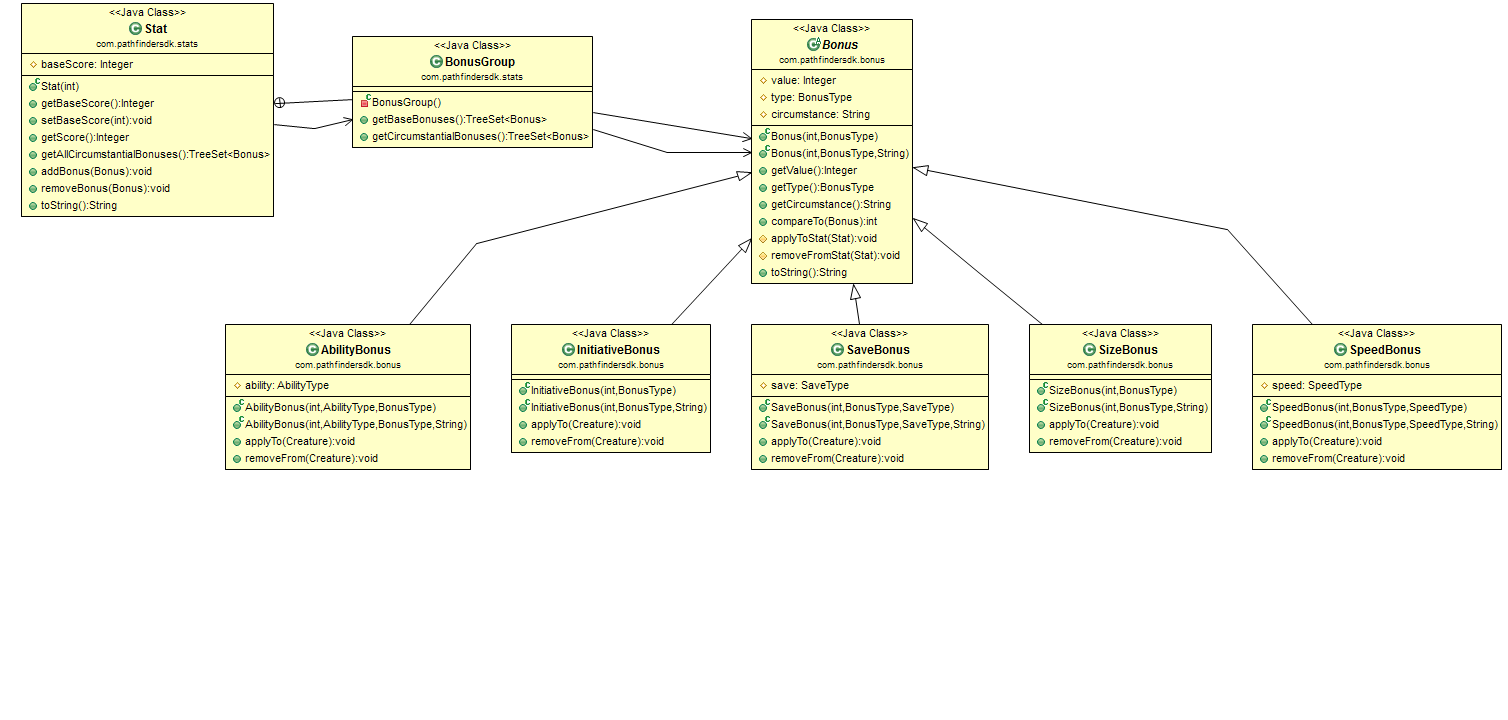 <<Java Class>>
Stat
com.pathfindersdk.stats
baseScore: Integer
Stat(int)
getBaseScore():Integer
setBaseScore(int):void
getScore():Integer
getAllCircumstantialBonuses():TreeSet<Bonus>
addBonus(Bonus):void
removeBonus(Bonus):void
toString():String
<<Java Class>>
BonusGroup
com.pathfindersdk.stats
BonusGroup()
getBaseBonuses():TreeSet<Bonus>
getCircumstantialBonuses():TreeSet<Bonus>
<<Java Class>>
Bonus
com.pathfindersdk.bonus
value: Integer
type: BonusType
circumstance: String
Bonus(int,BonusType)
Bonus(int,BonusType,String)
getValue():Integer
getType():BonusType
getCircumstance():String
compareTo(Bonus):int
applyToStat(Stat):void
removeFromStat(Stat):void
toString():String
<<Java Class>>
AbilityBonus
com.pathfindersdk.bonus
ability: AbilityType
AbilityBonus(int,AbilityType,BonusType)
AbilityBonus(int,AbilityType,BonusType,String)
applyTo(Creature):void
removeFrom(Creature):void
<<Java Class>>
InitiativeBonus
com.pathfindersdk.bonus
InitiativeBonus(int,BonusType)
InitiativeBonus(int,BonusType,String)
applyTo(Creature):void
removeFrom(Creature):void
<<Java Class>>
SaveBonus
com.pathfindersdk.bonus
save: SaveType
SaveBonus(int,BonusType,SaveType)
SaveBonus(int,BonusType,SaveType,String)
applyTo(Creature):void
removeFrom(Creature):void
<<Java Class>>
SizeBonus
com.pathfindersdk.bonus
SizeBonus(int,BonusType)
SizeBonus(int,BonusType,String)
applyTo(Creature):void
removeFrom(Creature):void
<<Java Class>>
SpeedBonus
com.pathfindersdk.bonus
speed: SpeedType
SpeedBonus(int,BonusType,SpeedType)
SpeedBonus(int,BonusType,SpeedType,String)
applyTo(Creature):void
removeFrom(Creature):void